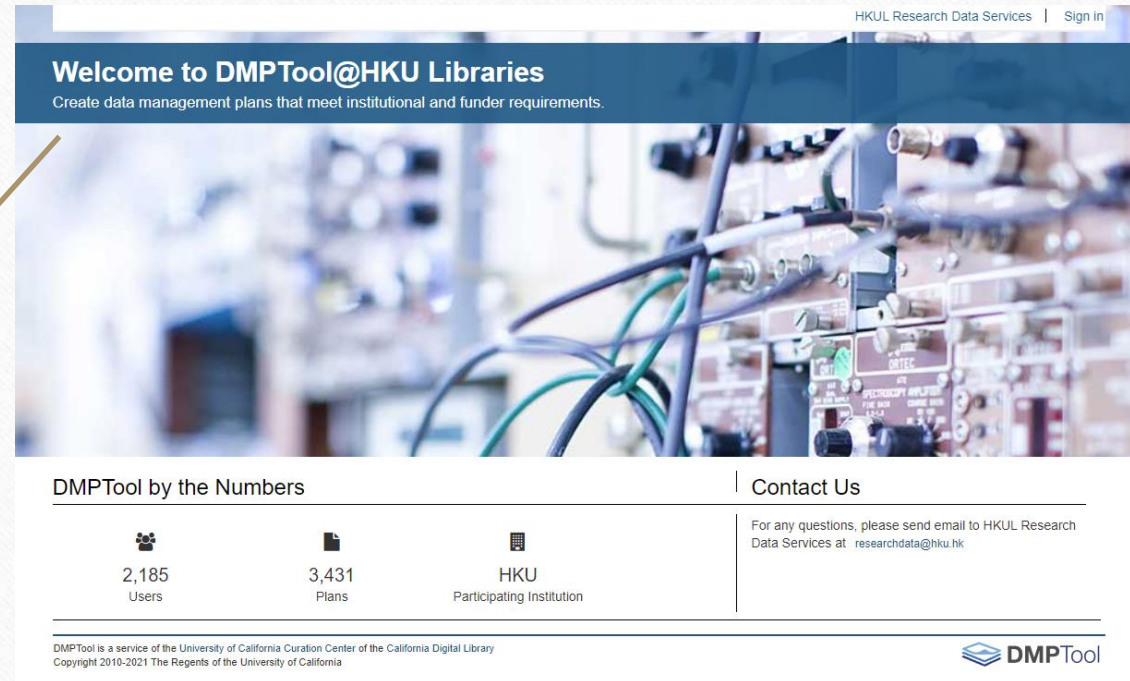 HKUL Research Data Services | Sign in
Welcome to DMPTool@HKU Libraries
Create data management plans that meet institutional and funder requirements.
ORTEC
SPECTROSCOPY AMPLIFIER
DMPTool by the Numbers
Contact Us
For any questions, please send email to HKUL Research
Data Services at researchdata@hku.hk
2,185
3,431
HKU
Users
Plans
Participating Institution
DMPTool is a service of the University of California Curation Center of the California Digital Library
Copyright 2010-2021 The Regents of the University of California
DMPTool